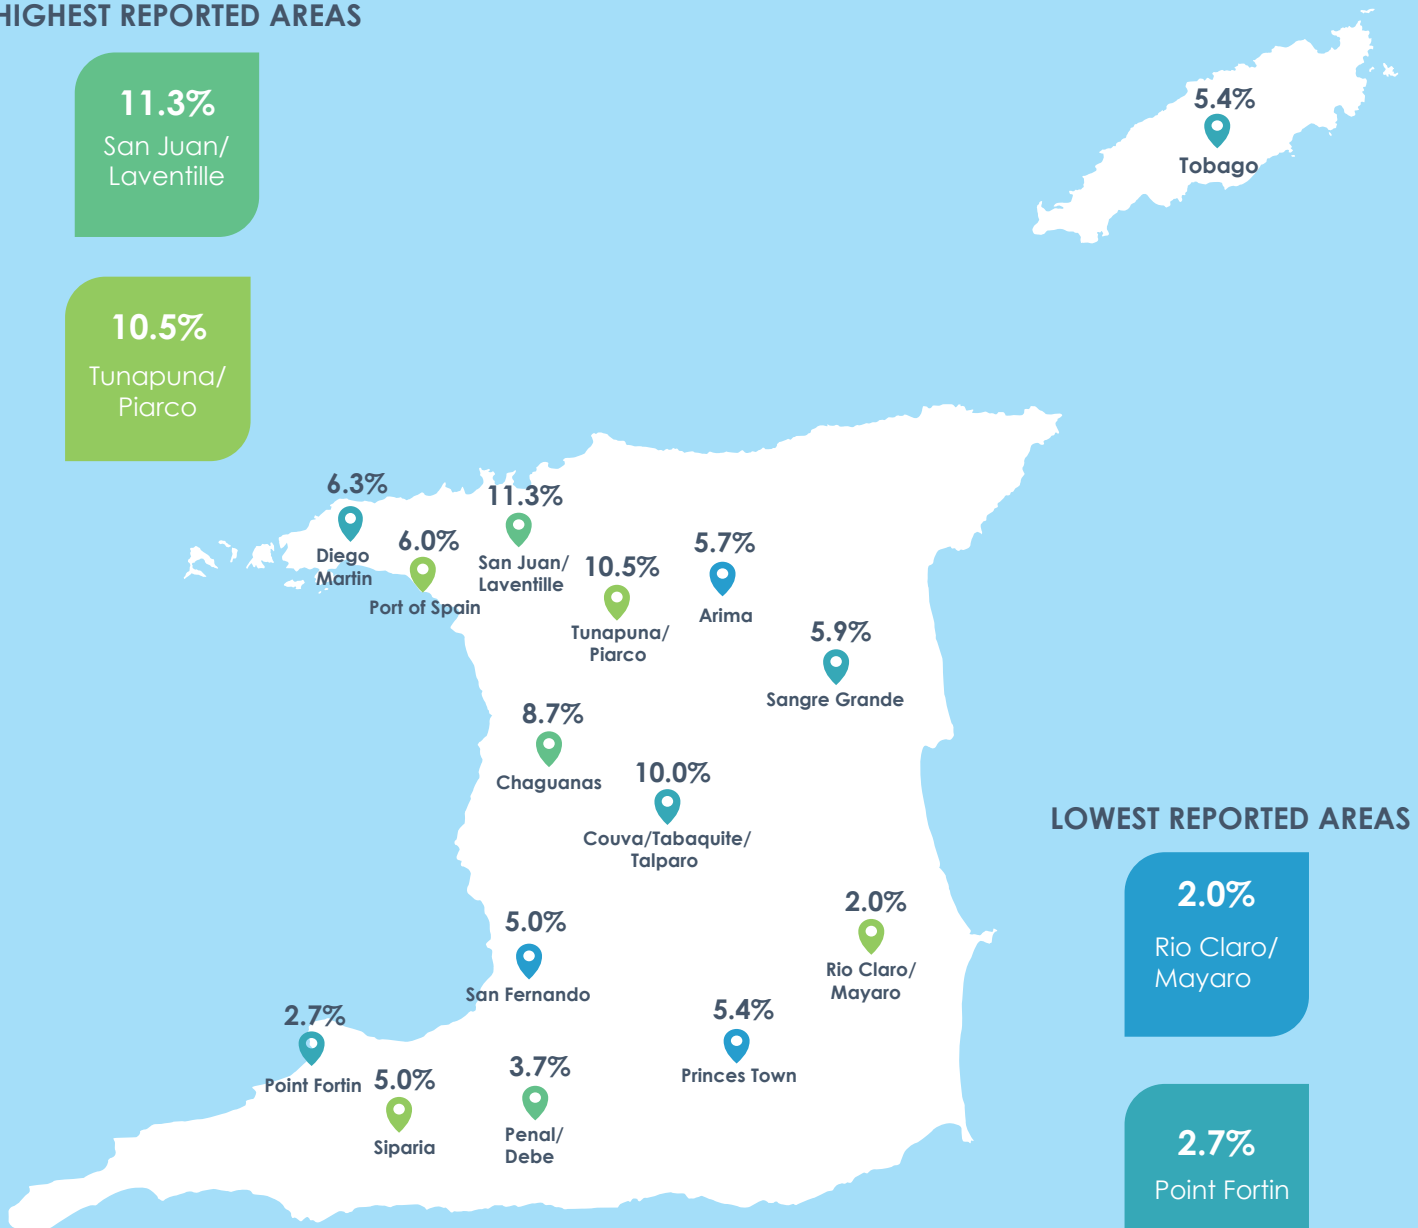 HIGHEST REPORTED AREAS
11.3%
San Juan/
Laventille
10.5%
Tunapuna/
Piarco
5.4%
Tobago
6.3%
Diego
Martin
6.0%
Port of Spain
11.3%
San Juan/
Laventille
10.5%
Tunapuna/
Piarco
5.7%
Arima
5.9%
Sangre Grande
8.7%
Chaguanas
10.0%
Couva/Tabaquite/
Talparo
5.0%
San Fernando
2.0%
Rio Claro/
Mayaro
2.7%
Point Fortin
5.0%
Siparia
3.7%
Penal/
Debe
5.4%
Princes Town
LOWEST REPORTED AREAS
2.0%
Rio Claro/
Mayaro
2.7%
Point Fortin